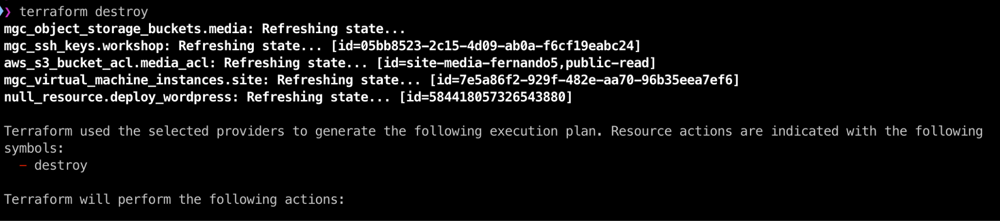 ❯ terraform destroy
mgc_object_storage_buckets.media: Refreshing state...
mgc_ssh_keys.workshop: Refreshing state... [id=05bb8523-2c15-4d09-ab0a-f6cf19eabc24]
aws_s3_bucket_acl.media_acl: Refreshing state... [id=site-media-fernando5,public-read]
mgc_virtual_machine_instances.site: Refreshing state... [id=7e5a86f2-929f-482e-aa70-96b35eea7ef6]
null_resource.deploy_wordpress: Refreshing state... [id=584418057326543880]
Terraform used the selected providers to generate the following execution plan. Resource actions are indicated with the following
symbols:
- destroy
Terraform will perform the following actions: